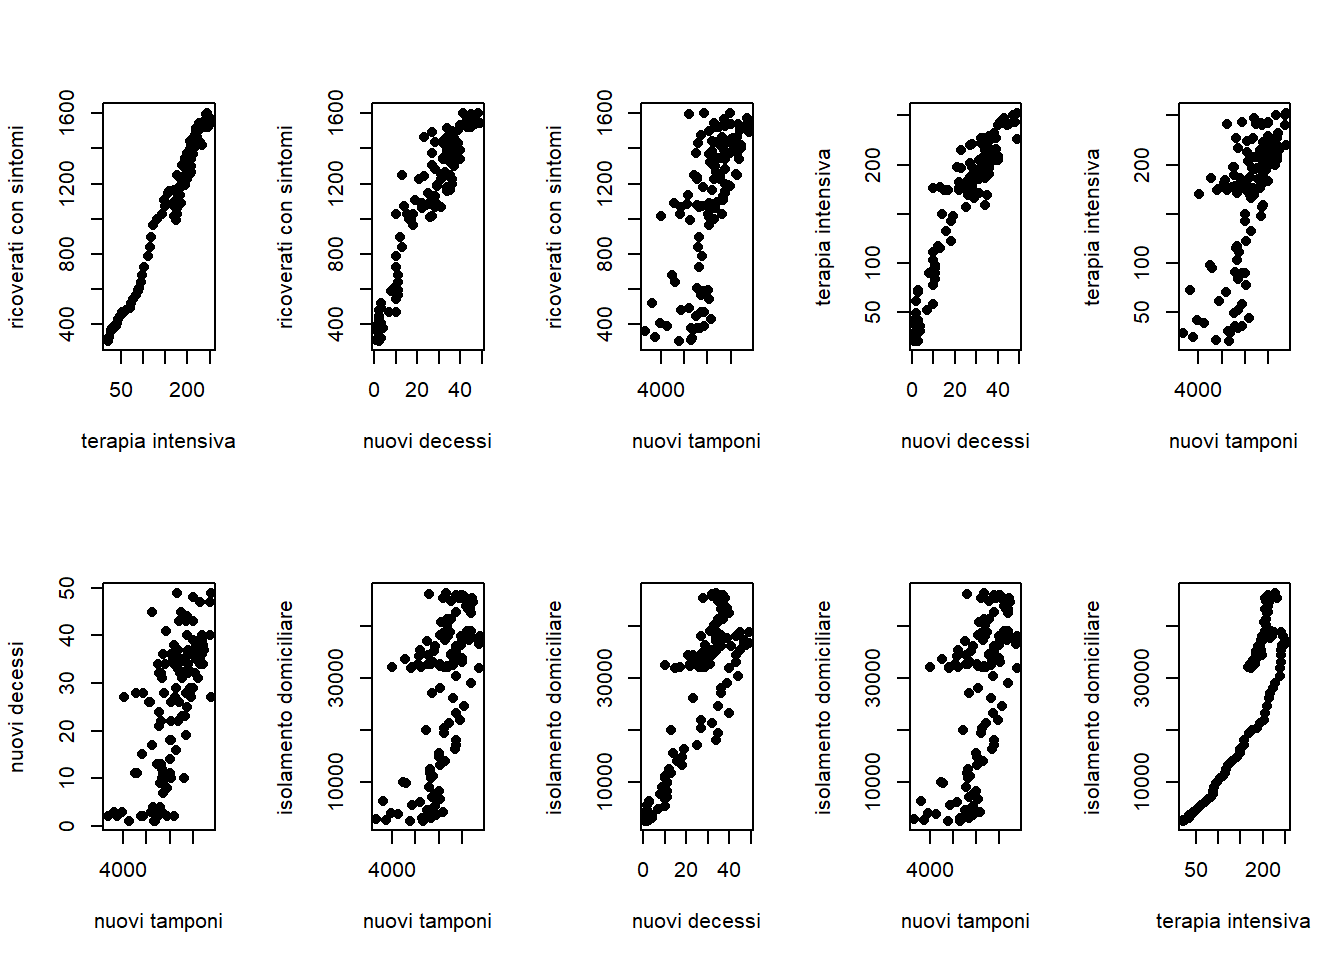 ricoverati con sintomi
400 800 1200 1600
50 200
terapia intensiva
ricoverati con sintomi
400 800 1200 1600
0 20 40
nuovi decessi
ricoverati con sintomi
400 800 1200 1600
4000
nuovi tamponi
terapia intensiva
50 100 200
0 20 40
nuovi decessi
terapia intensiva
50 100 200
4000
nuovi tamponi
nuovi decessi
0 10 20 30 40 50
4000
nuovi tamponi
isolamento domiciliare
10000 30000
4000
nuovi tamponi
isolamento domiciliare
10000 30000
0 20 40
nuovi decessi
isolamento domiciliare
10000 30000
4000
nuovi tamponi
isolamento domiciliare
10000 30000
50 200
terapia intensiva